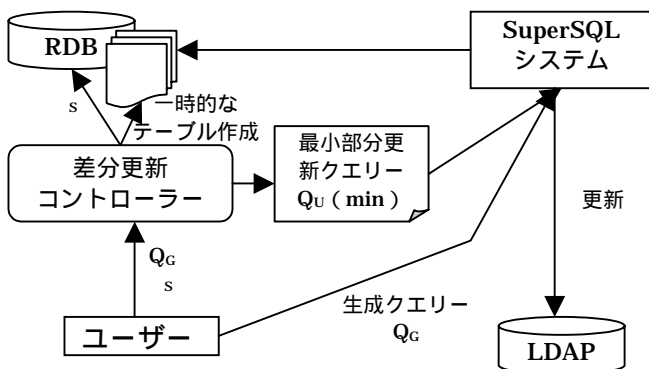 RDB
SuperSQL
システム
s
一時的な
テーブル作成
差分更新
コントローラー
最小部分更
新クエリー
QU ( min )
更新
QG
s
生成クエリー
QG
ユーザー
LDAP